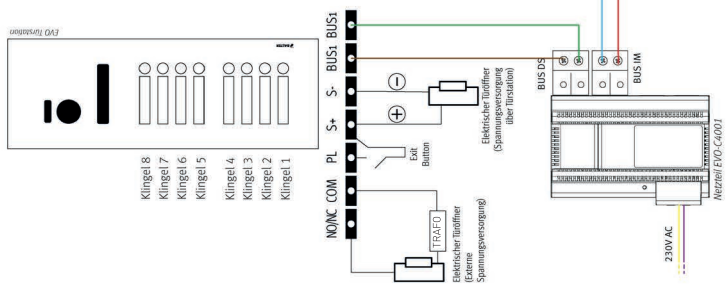 EVO Türstation
BALTER
Klingel 8
Klingel 7
Klingel 6
Klingel 5
Klingel 4
Klingel 3
Klingel 2
Klingel 1
BUS1
BUS1
S-
S+
PL
COM
NO/NC
Exit
Button
Elektrischer Türöffner
(Spannungsversorgung
über Türstation)
TRAFO
Elektrischer Türöffner
(Externe
Spannungsversorgung)
BUS DS
BUS IM
Netzteil EVO-C4001
230V AC